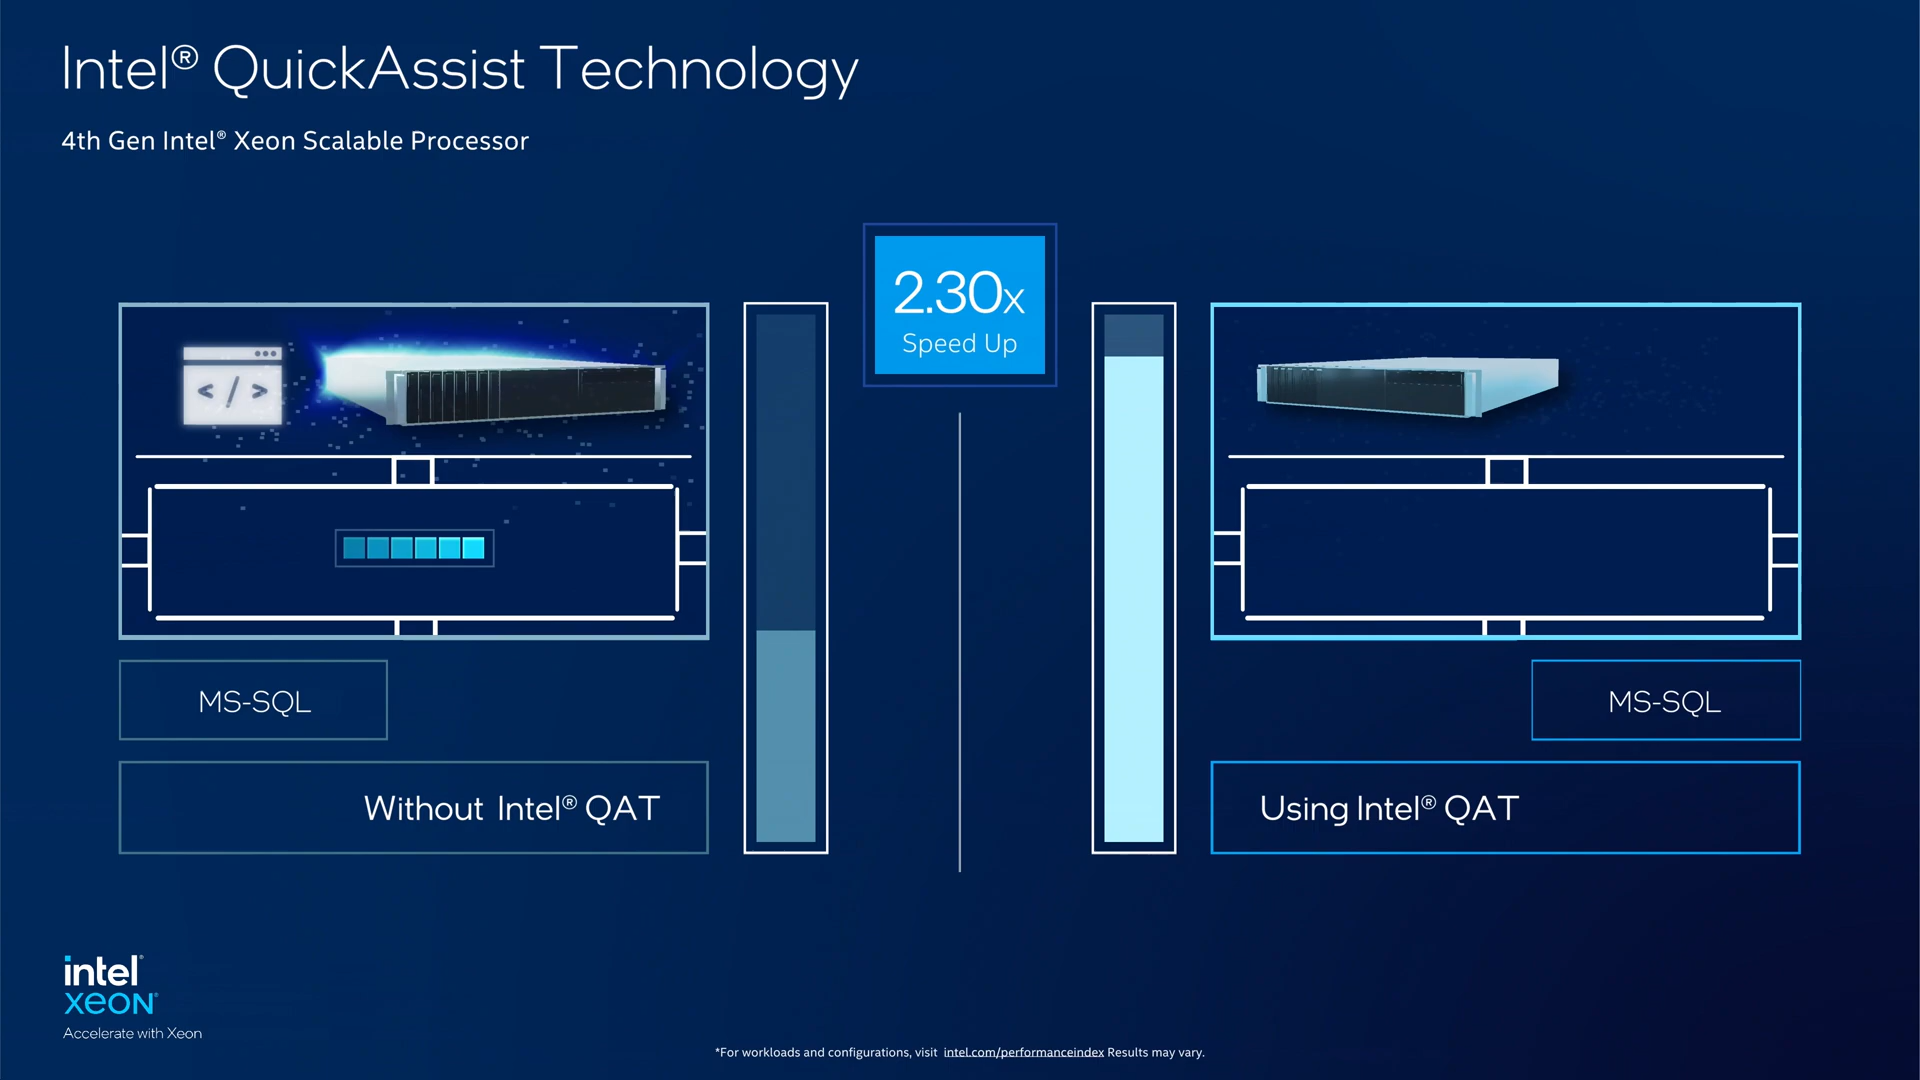 Intel® QuickAssist Technology
4th Gen Intel® Xeon Scalable Processor
2.30x
Speed Up
</>
MS-SQL
MS-SQL
Without Intel® QAT
Using Intel® QAT
intel®
xeon®
Accelerate with Xeon
*For workloads and configurations, visit intel.com/performanceindex Results may vary.